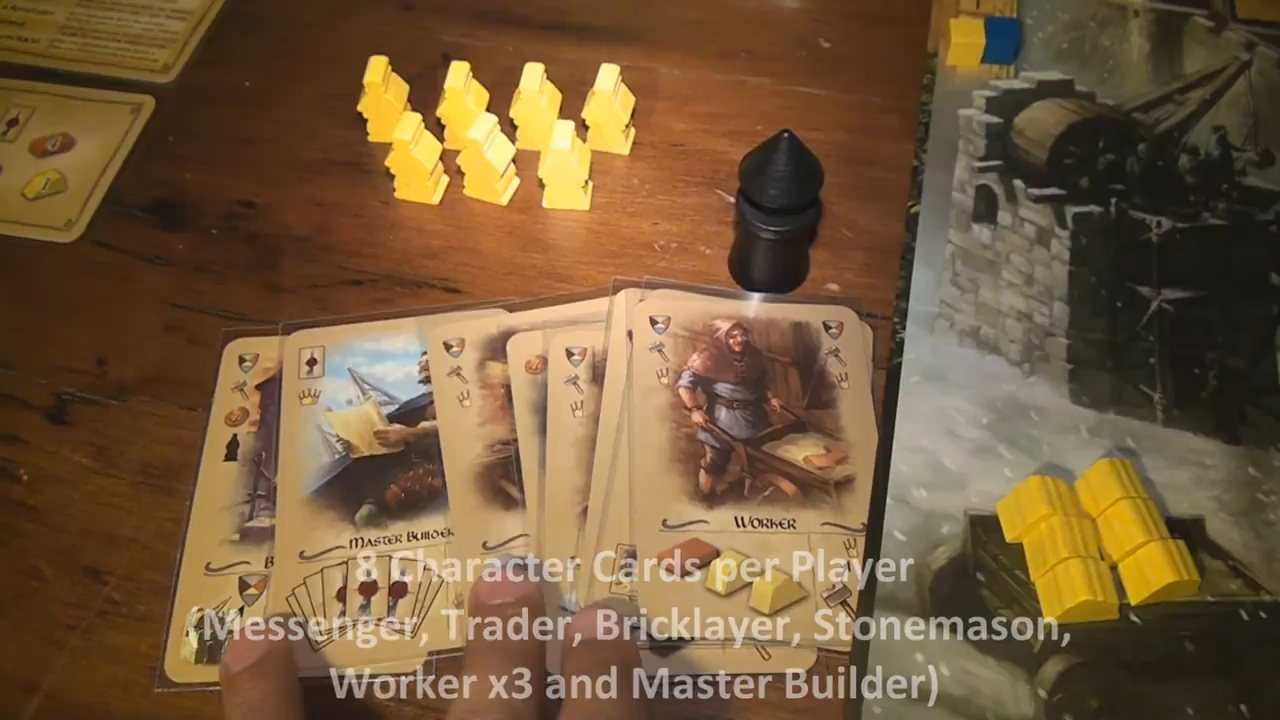 MASTER BUILDER
WORKER
8 Character Cards per Player
(Messenger, Trader, Bricklayer, Stonemason,
Worker x3 and Master Builder)